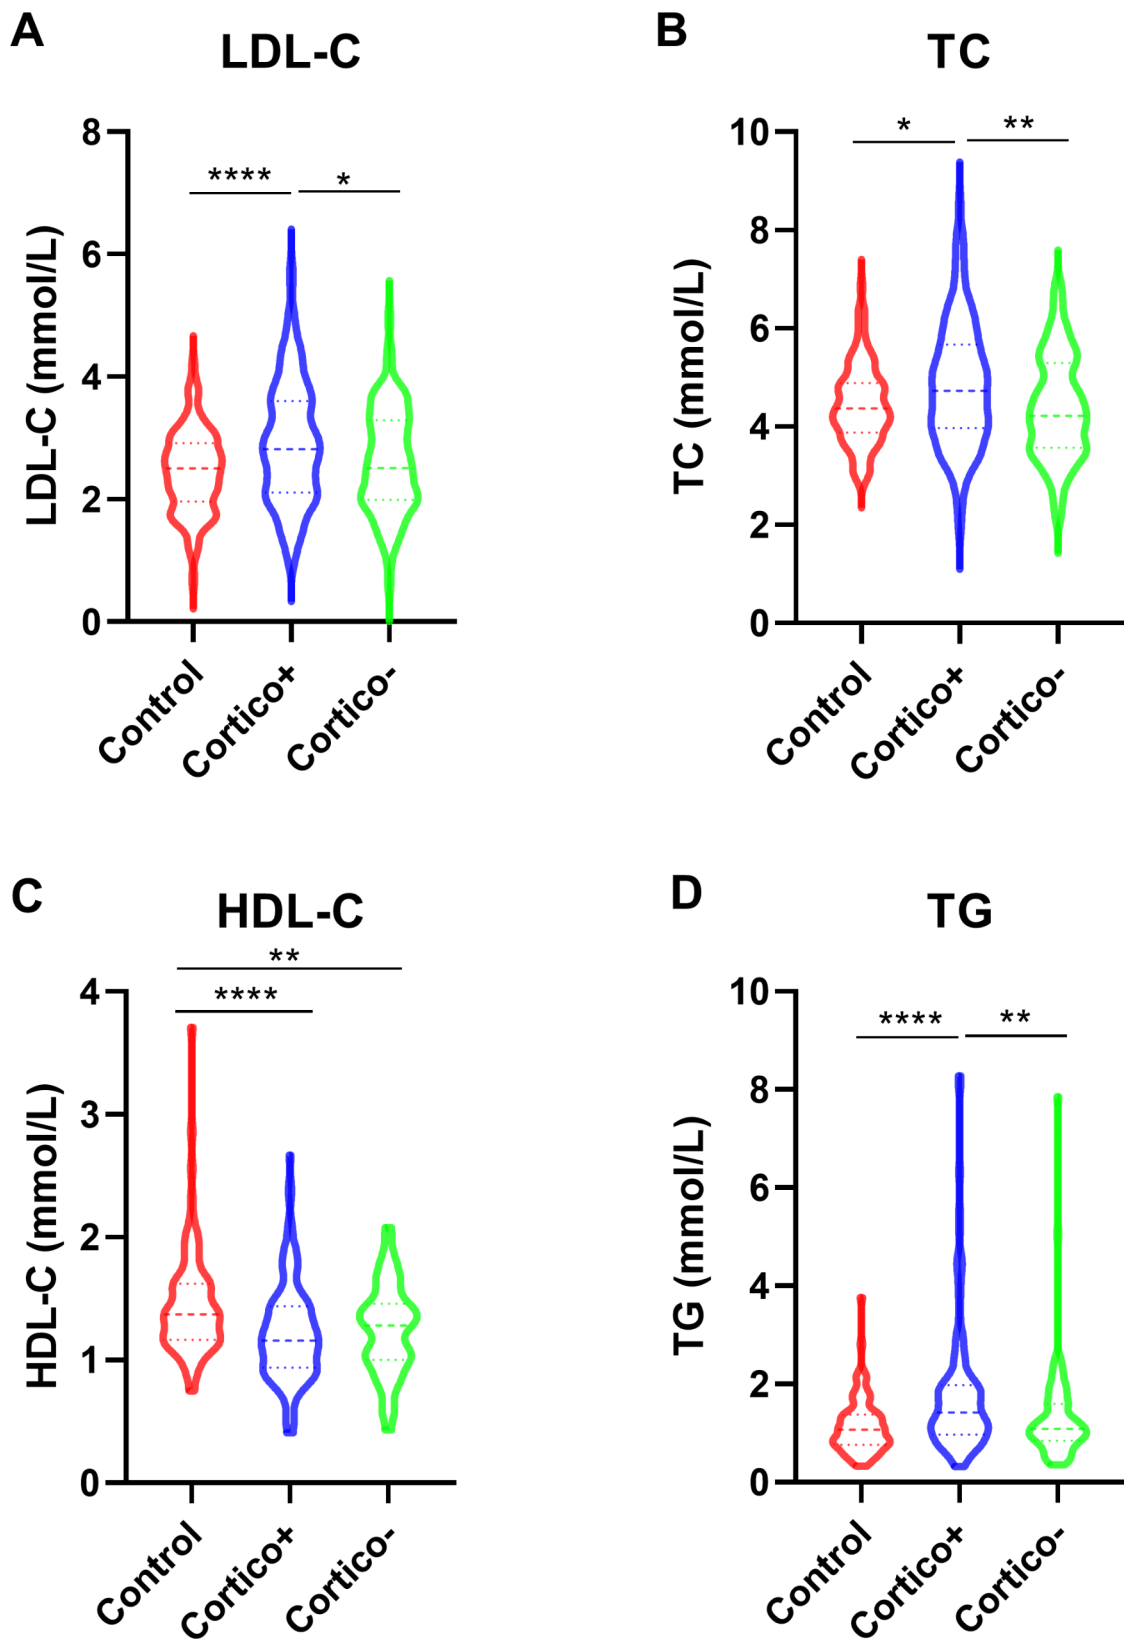 A
LDL-C
LDL-C (mmol/L)
8
6
4
2
0
**** *
Control
Cortico+
Cortico-
B
TC
TC (mmol/L)
10
8
6
4
2
0
* **
Control
Cortico+
Cortico-
C
HDL-C
HDL-C (mmol/L)
4
3
2
1
0
**
****
Control
Cortico+
Cortico-
D
TG
TG (mmol/L)
10
8
6
4
2
0
**** **
Control
Cortico+
Cortico-